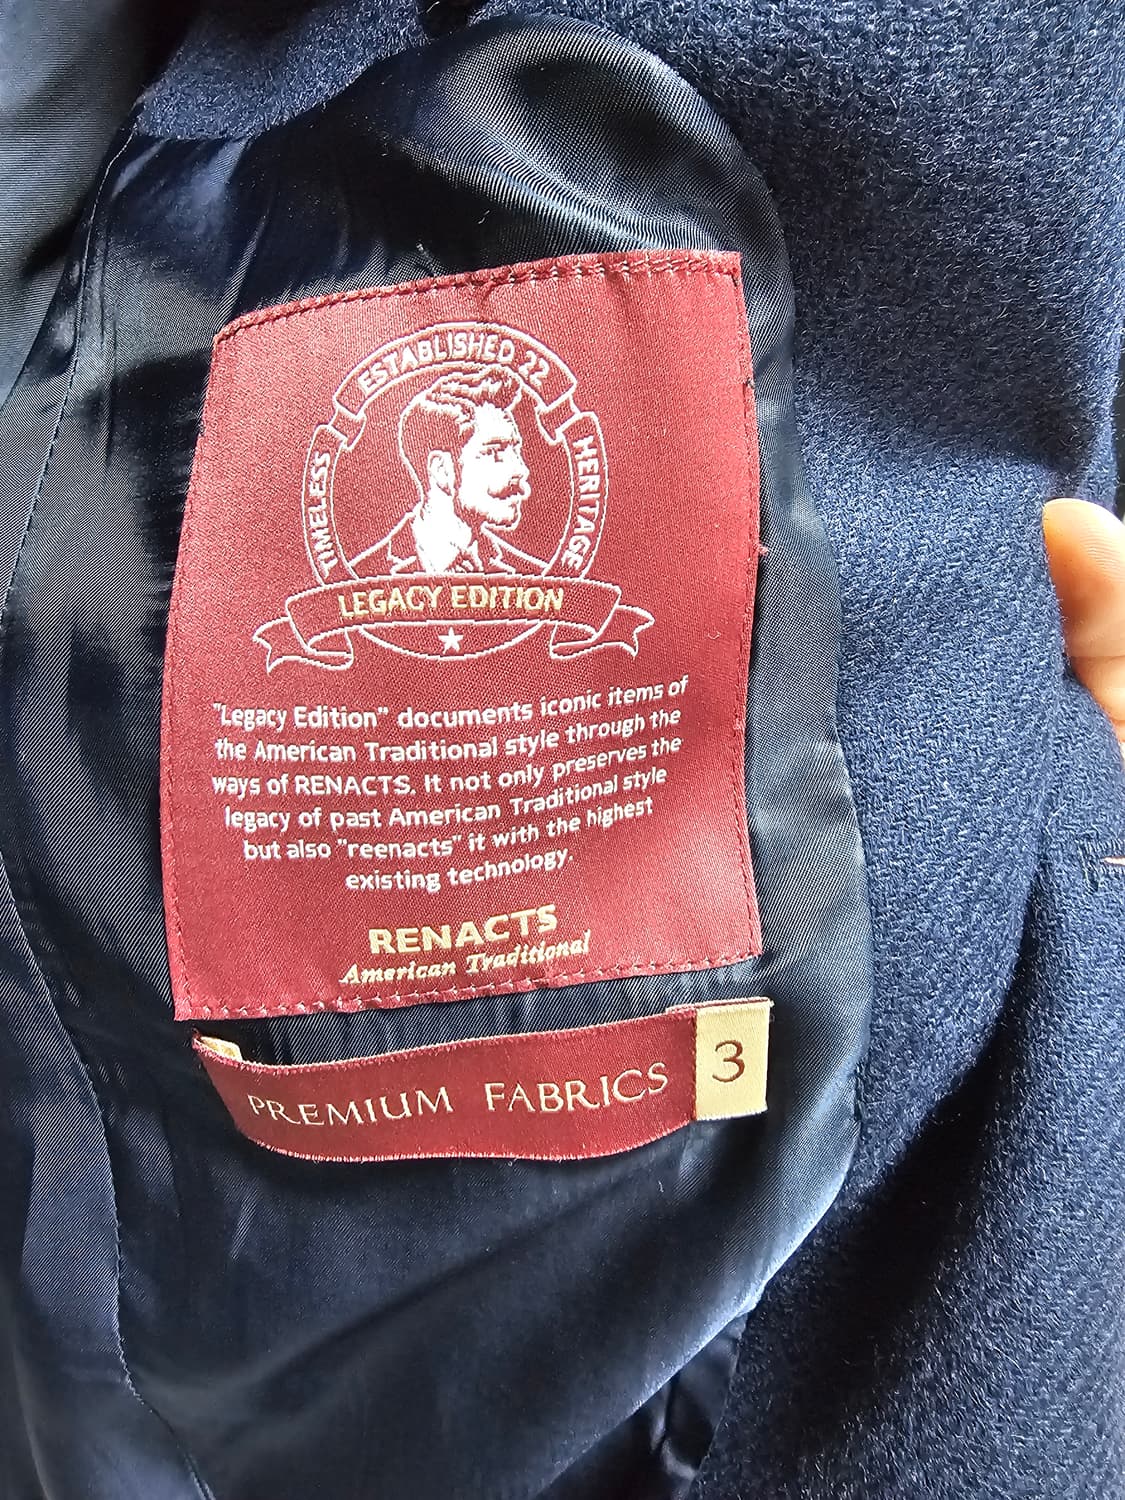 ESTABLISHED 22
TIMELESS
HERITAGE
LEGACY EDITION
"Legacy Edition" documents iconic items of
the American Traditional style through the
ways of RENACTS. It not only preserves the
legacy of past American Traditional style
but also "reenacts" it with the highest
existing technology.
RENACTS
American Traditional
PREMIUM FABRICS 3